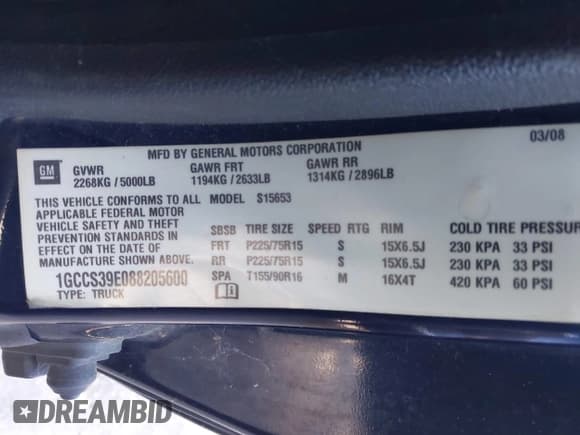 03/08
MFD BY GENERAL MOTORS CORPORATION
GM
GVWR GAWR FRT GAWR RR
2268KG / 5000LB 1194KG / 2633LB 1314KG / 2896LB
THIS VEHICLE CONFORMS TO ALL MODEL S15653
APPLICABLE FEDERAL MOTOR
VEHICLE SAFETY AND THEFT
PREVENTION STANDARDS IN
EFFECT ON THE DATE OF
MANUFACTURE SHOWN ABOVE.
SBSB TIRE SIZE SPEED RTG RIM COLD TIRE PRESSUR
FRT P225/75R15 S 15X6.5J 230 KPA 33 PSI
RR P225/75R15 S 15X6.5J 230 KPA 33 PSI
SPA T155/90R16 M 16X4T 420 KPA 60 PSI
1GCCS39E088205600
TYPE: TRUCK
DREAMBID